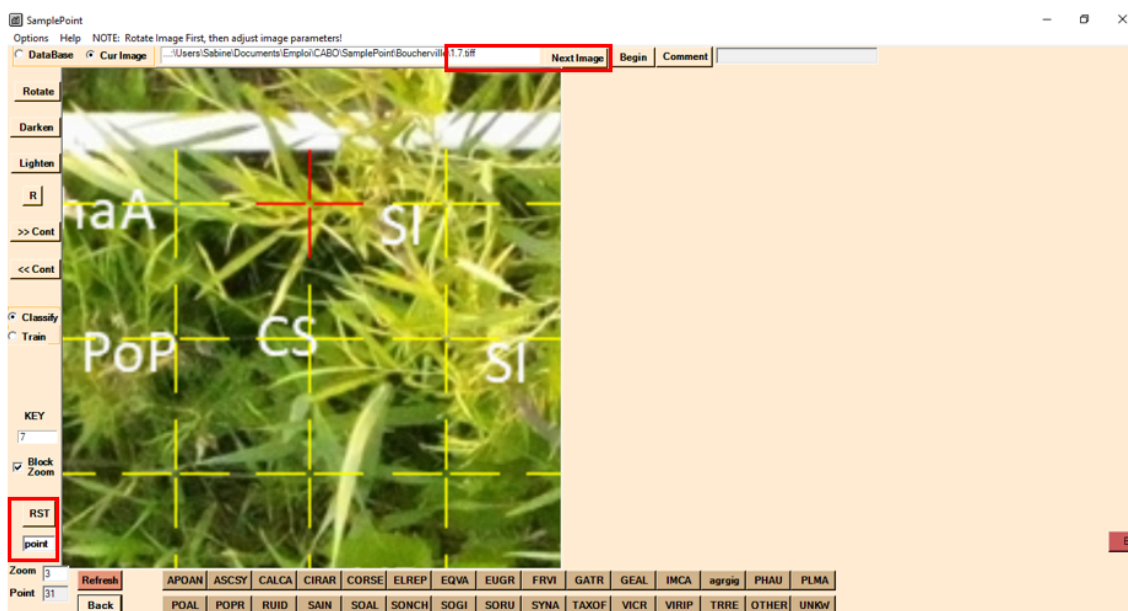 SamplePoint
Options Help NOTE: Rotate Image First, then adjust image parameters!
DataBase Cur Image ...:\Users\Sabine\Documents\Emploi\CABO\SamplePoint\Boucherville\1.7.tiff Next Image Begin Comment
Rotate
Darken
Lighten
R
>> Cont
<< Cont
Classify
Train
KEY
7
Block
Zoom
RST
point
Zoom 3
Point 31
naA
SI
PoP
CS
SI
Refresh
Back
APOAN ASCSY CALCA CIRAR CORSE ELREP EQVA EUGR FRVI GATR GEAL IMCA agrgig PHAU PLMA
POAL POPR RUID SAIN SOAL SONCH SOGI SORU SYNA TAXOF VICR VIRIP TRRE OTHER UNKW